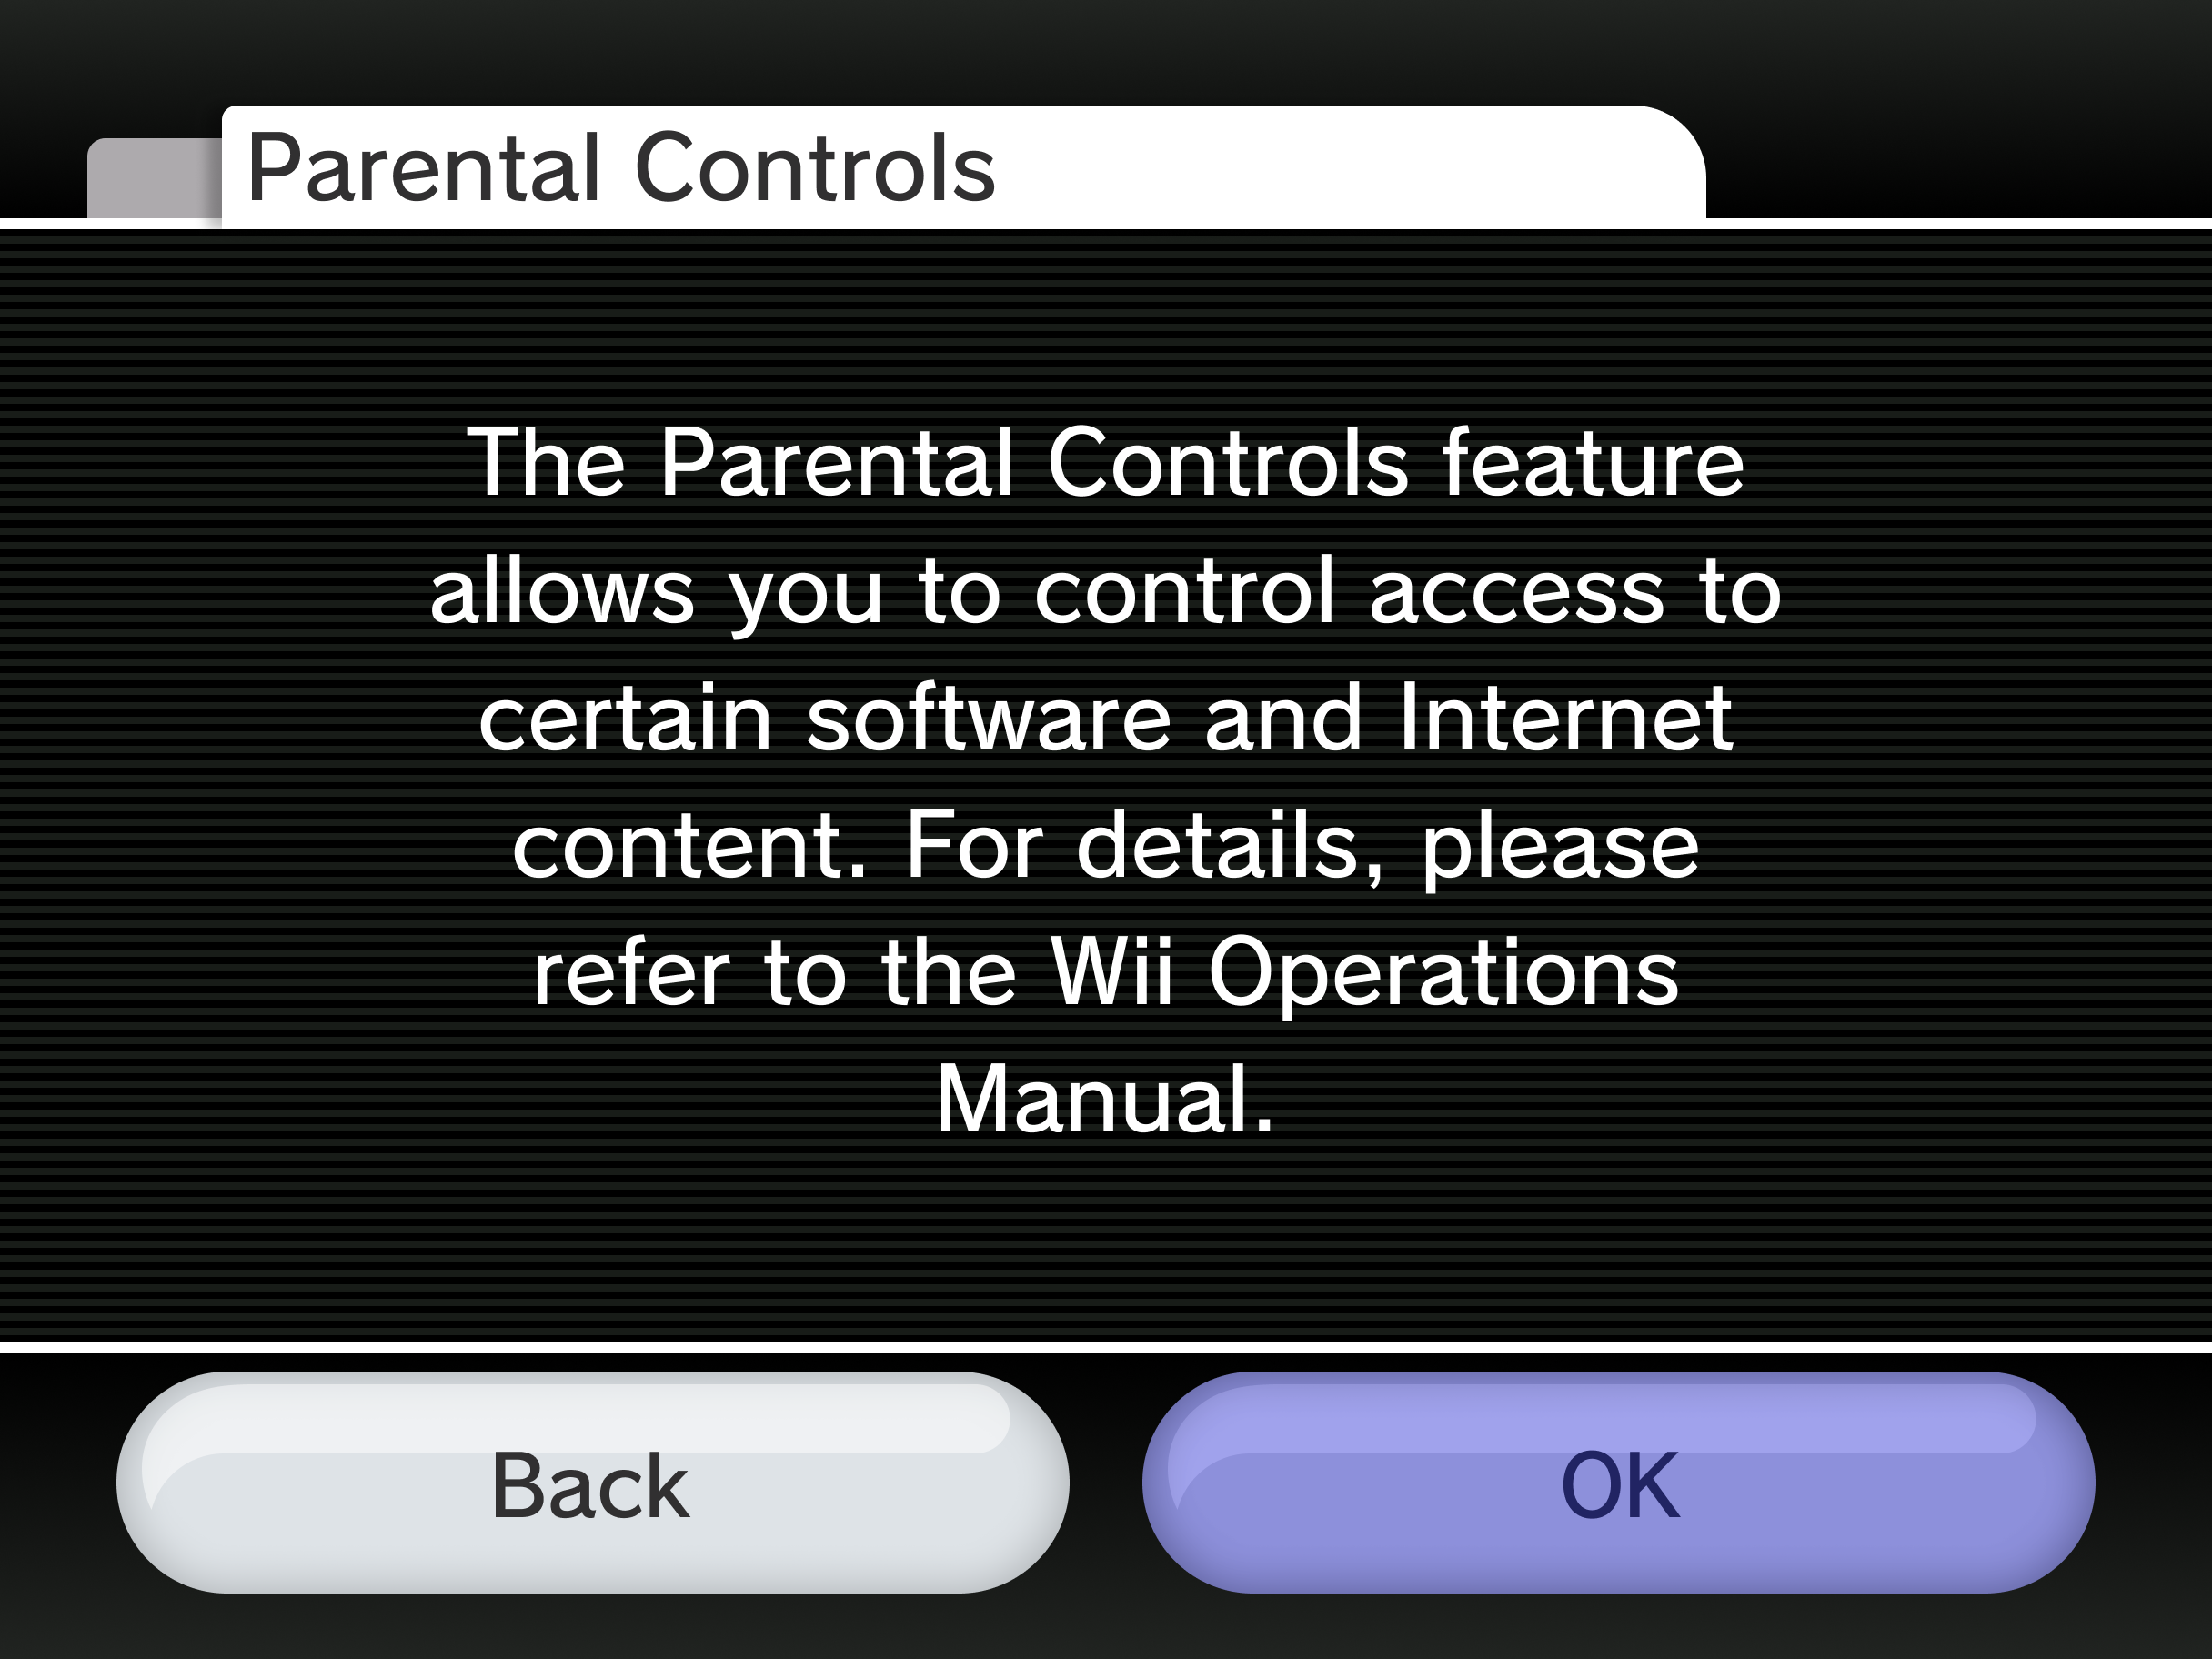 Parental Controls
The Parental Controls feature
allows you to control access to
certain software and Internet
content. For details, please
refer to the Wii Operations
Manual.
Back
OK